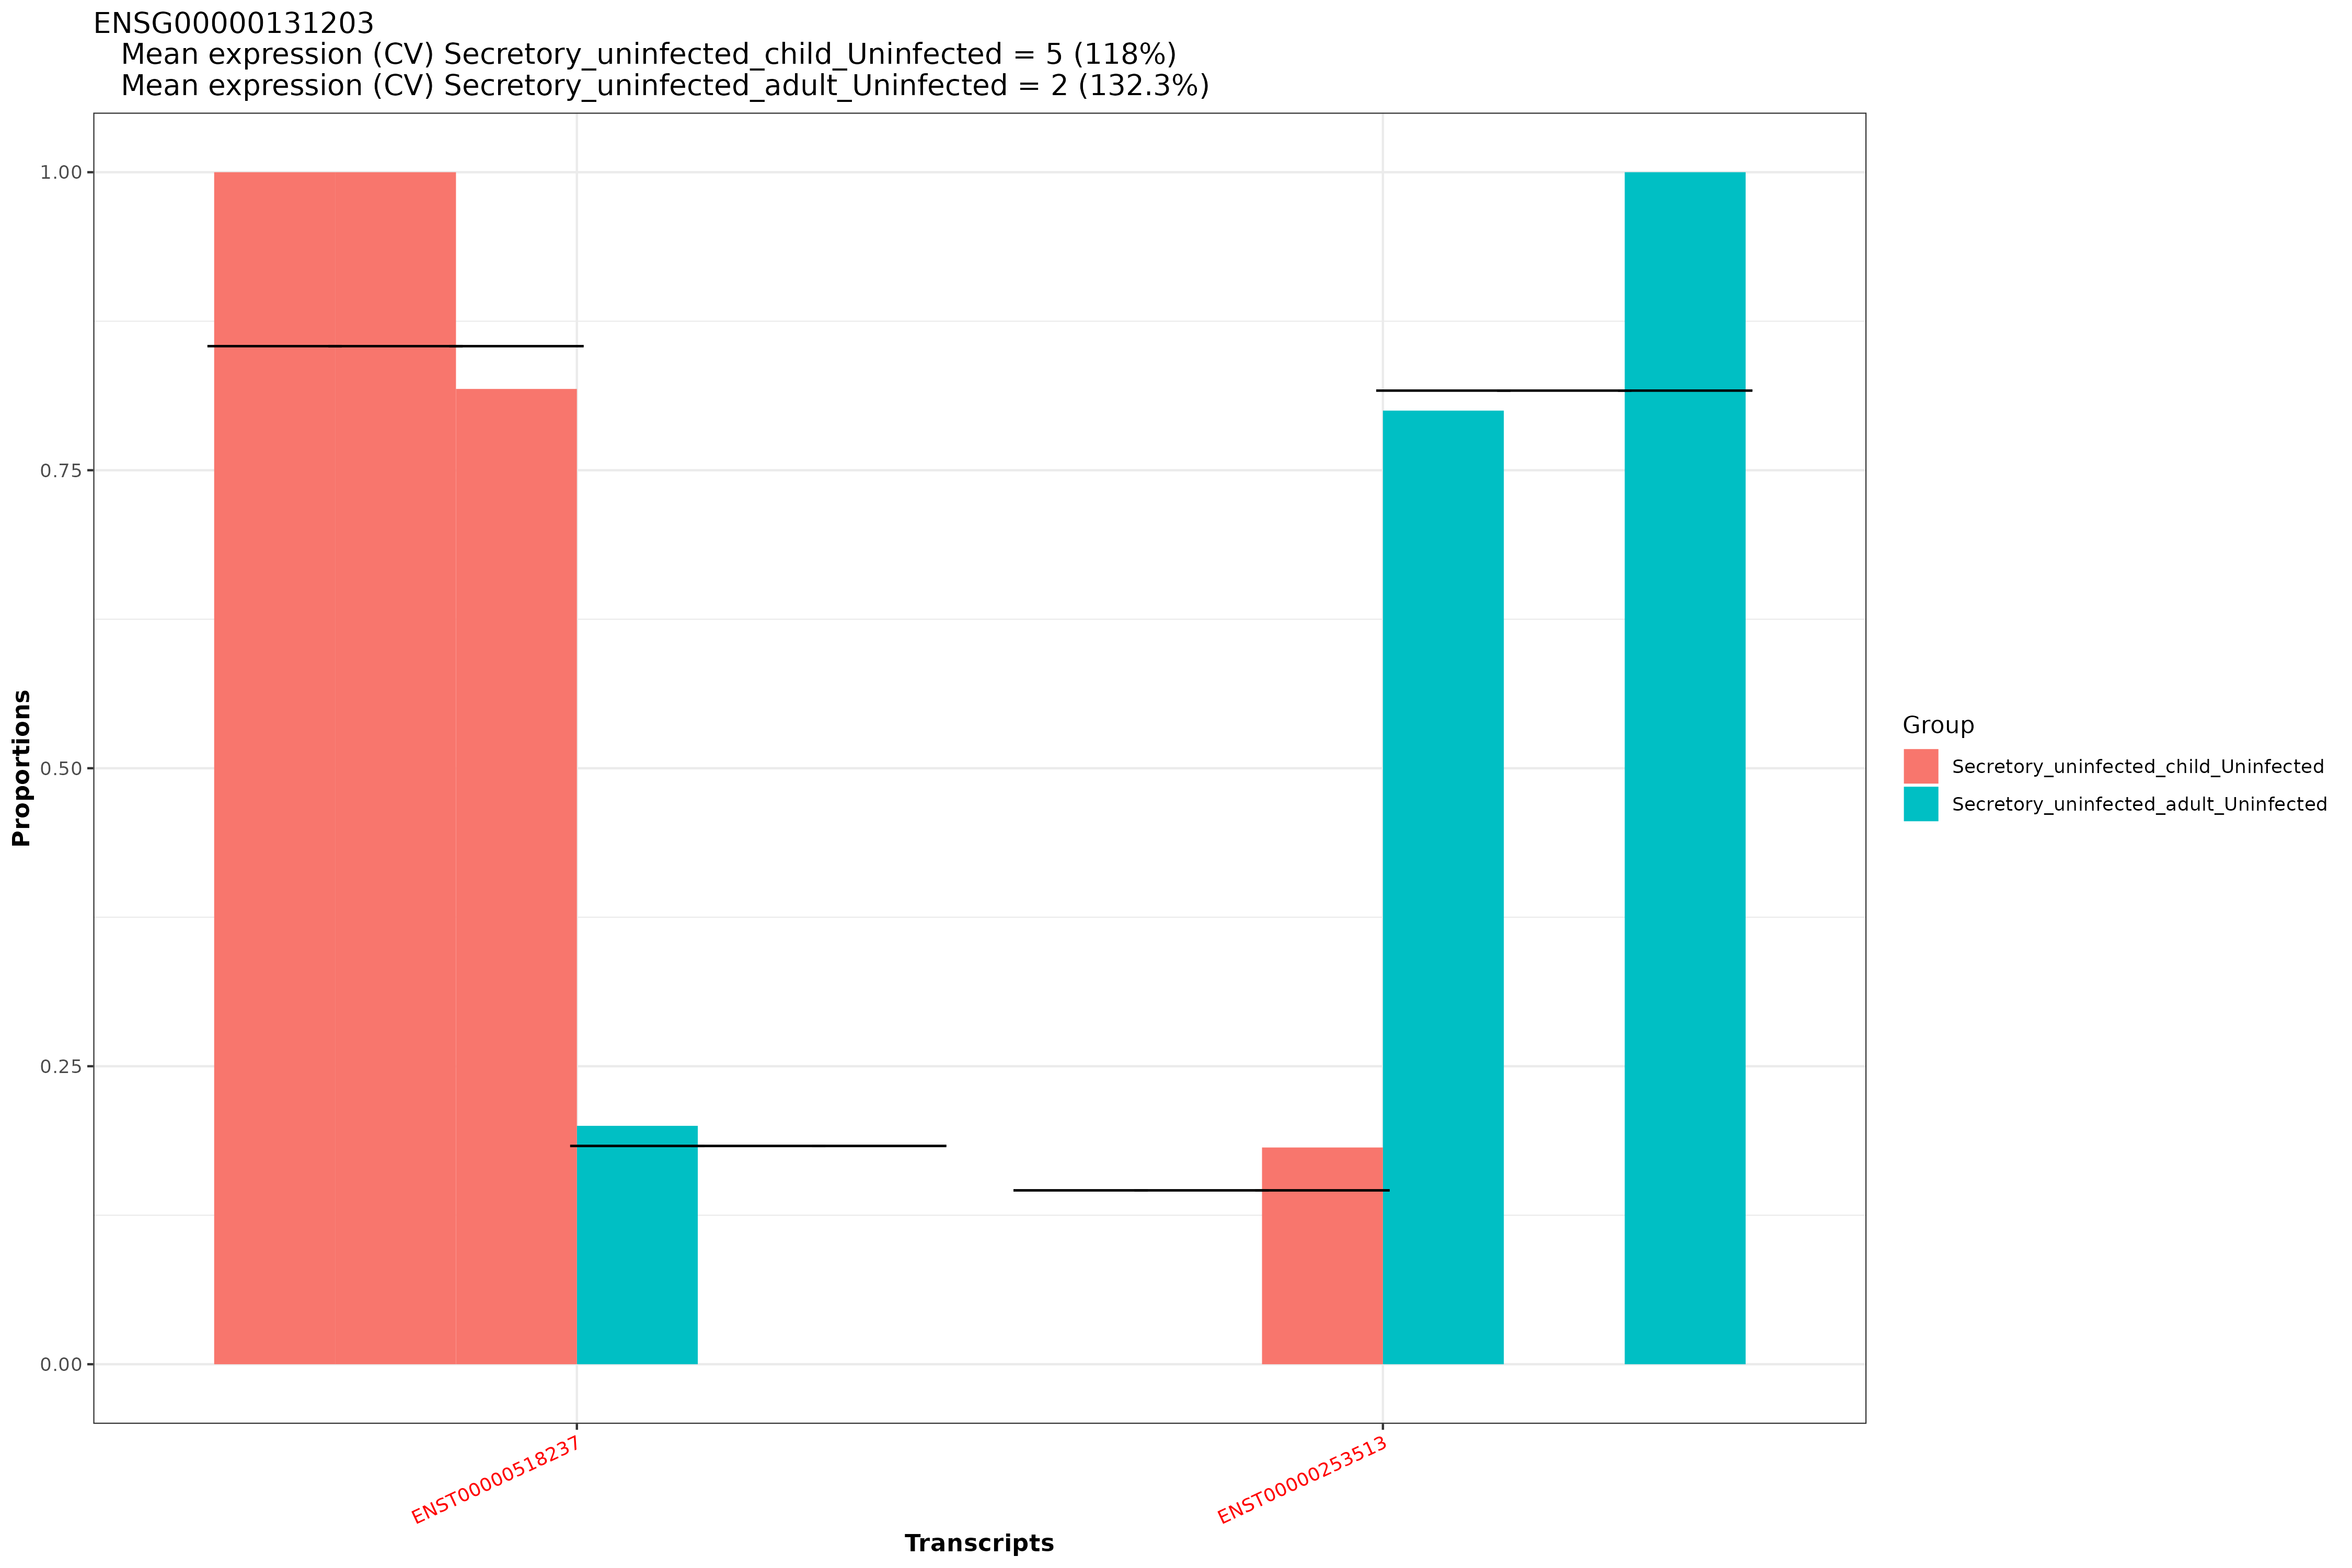 ENSG00000131203
Mean expression (CV) Secretory_uninfected_child_Uninfected = 5 (118%)
Mean expression (CV) Secretory_uninfected_adult_Uninfected = 2 (132.3%)
1.00
0.75
0.50
0.25
0.00
Proportions
ENST00000518237
ENST00000253513
Transcripts
Group
Secretory_uninfected_child_Uninfected
Secretory_uninfected_adult_Uninfected